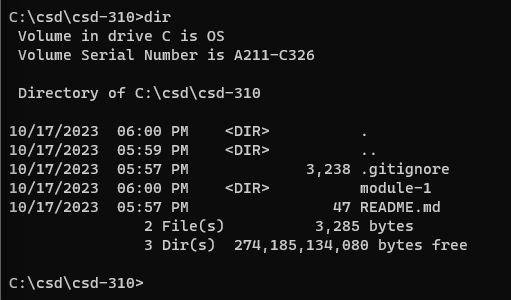 C:\csd\csd-310>dir
 Volume in drive C is OS
 Volume Serial Number is A211-C326

 Directory of C:\csd\csd-310

10/17/2023  06:00 PM    <DIR>          .
10/17/2023  05:59 PM    <DIR>          ..
10/17/2023  05:57 PM             3,238 .gitignore
10/17/2023  06:00 PM    <DIR>          module-1
10/17/2023  05:57 PM                47 README.md
               2 File(s)          3,285 bytes
               3 Dir(s)  274,185,134,080 bytes free

C:\csd\csd-310>